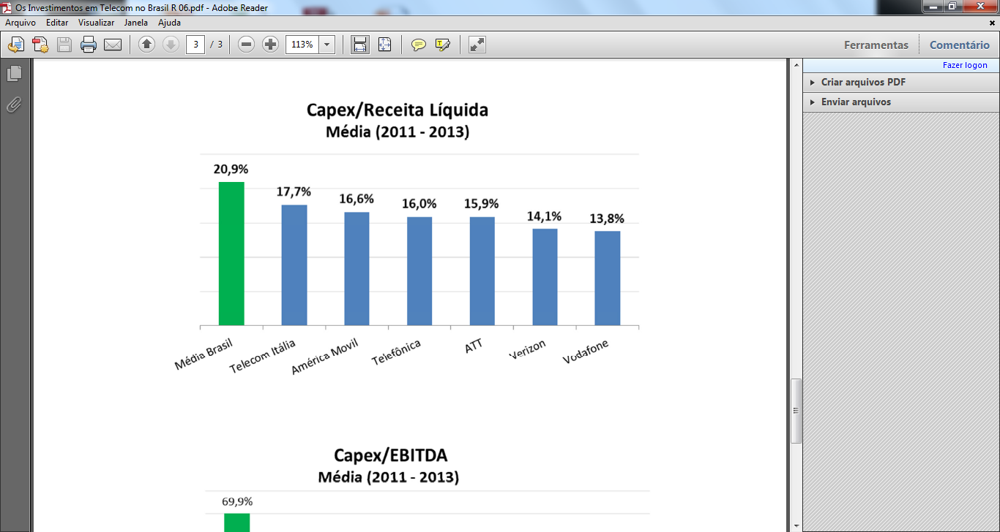 Os Investimentos em Telecom no Brasil R 06.pdf - Adobe Reader
Arquivo Editar Visualizar Janela Ajuda
3 / 3 113% Ferramentas Comentário
Fazer logon
Criar arquivos PDF
Enviar arquivos
Capex/Receita Líquida
Média (2011 - 2013)
20,9%
17,7%
16,6%
16,0%
15,9%
14,1%
13,8%
Média Brasil
Telecom Itália
América Movil
Telefônica
ATT
Verizon
Vodafone
Capex/EBITDA
Média (2011 - 2013)
69,9%